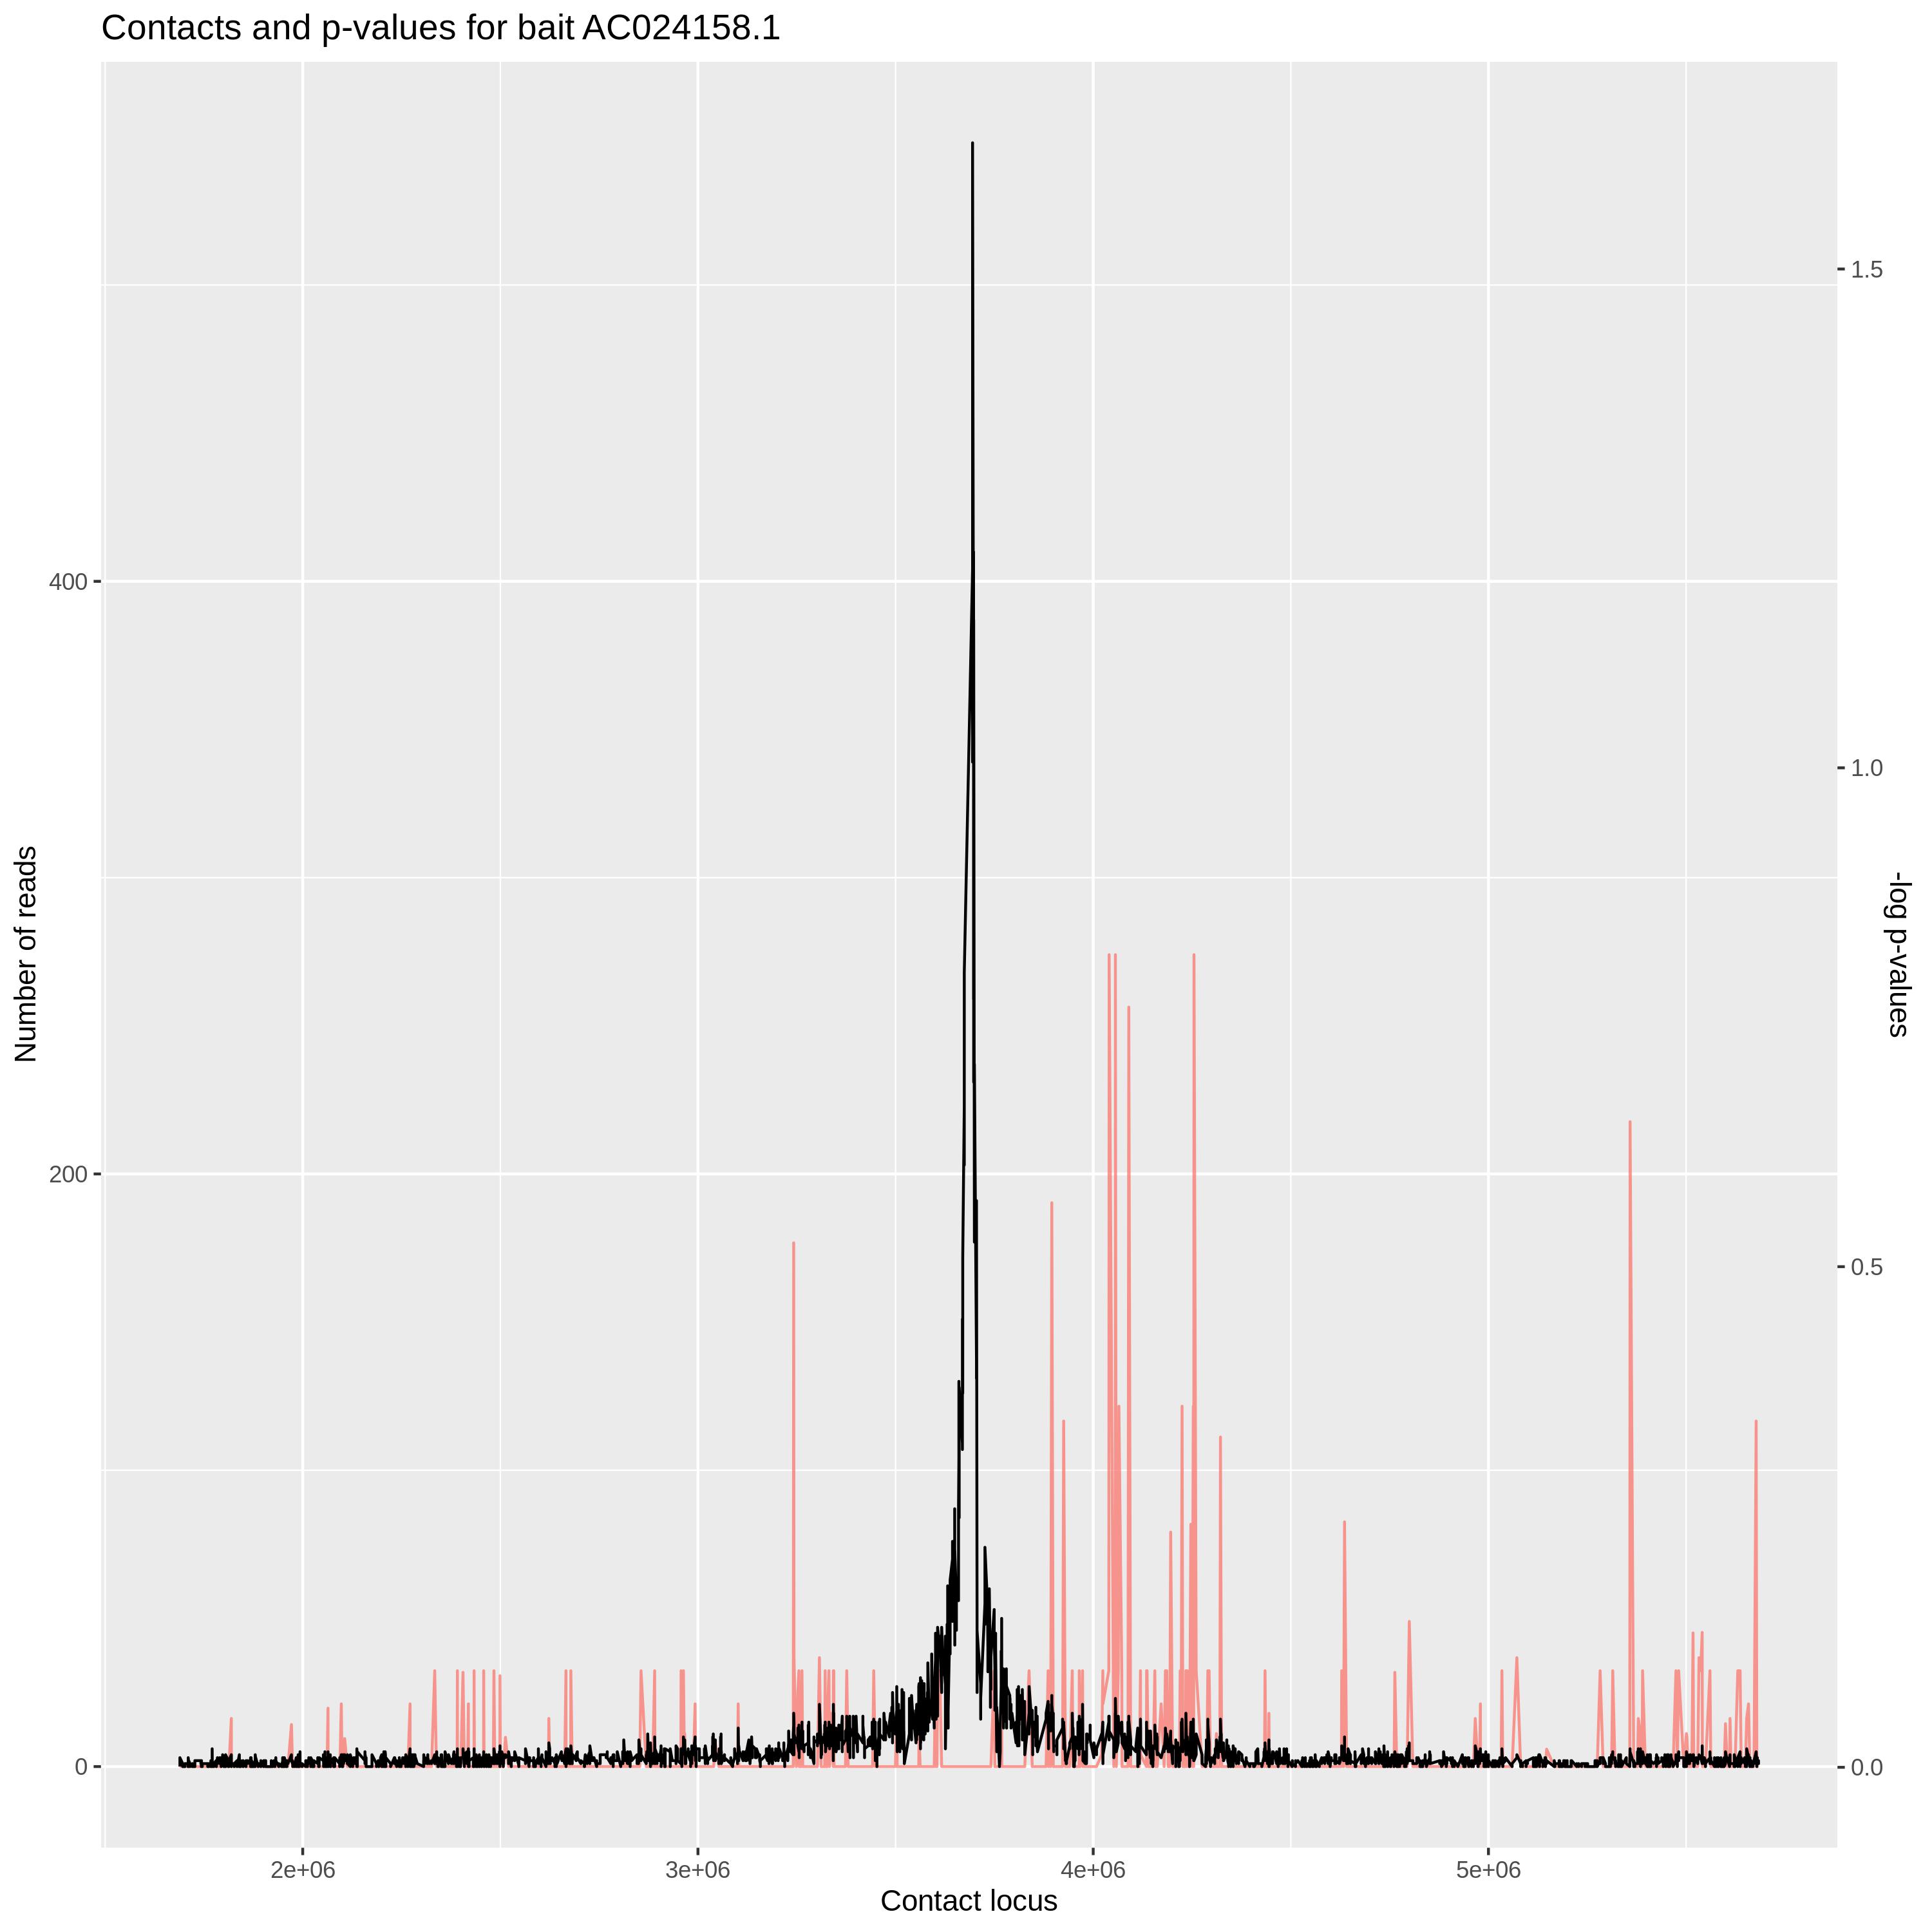 Contacts and p-values for bait AC024158.1
Number of reads
400
200
0
1.5
1.0
0.5
0.0
-log p-values
2e+06 3e+06 4e+06 5e+06
Contact locus